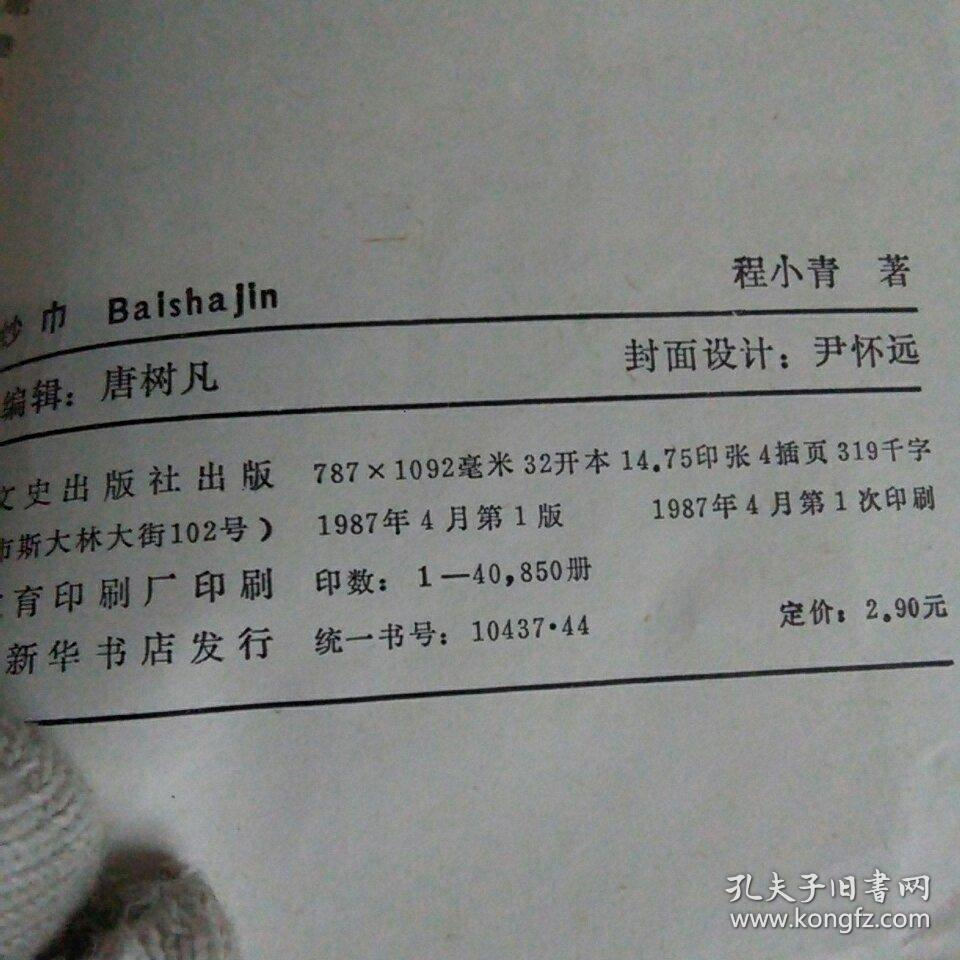 纱巾 Baishajin 程小青 著
编辑：唐树凡 封面设计：尹怀远
文史出版社出版 787×1092毫米 32开本 14.75印张 4插页 319千字
市斯大林大街102号） 1987年4月第1版 1987年4月第1次印刷
育印刷厂印刷 印数：1—40,850册
新华书店发行 统一书号：10437·44 定价：2.90元
孔夫子旧書网
www.kongfz.com